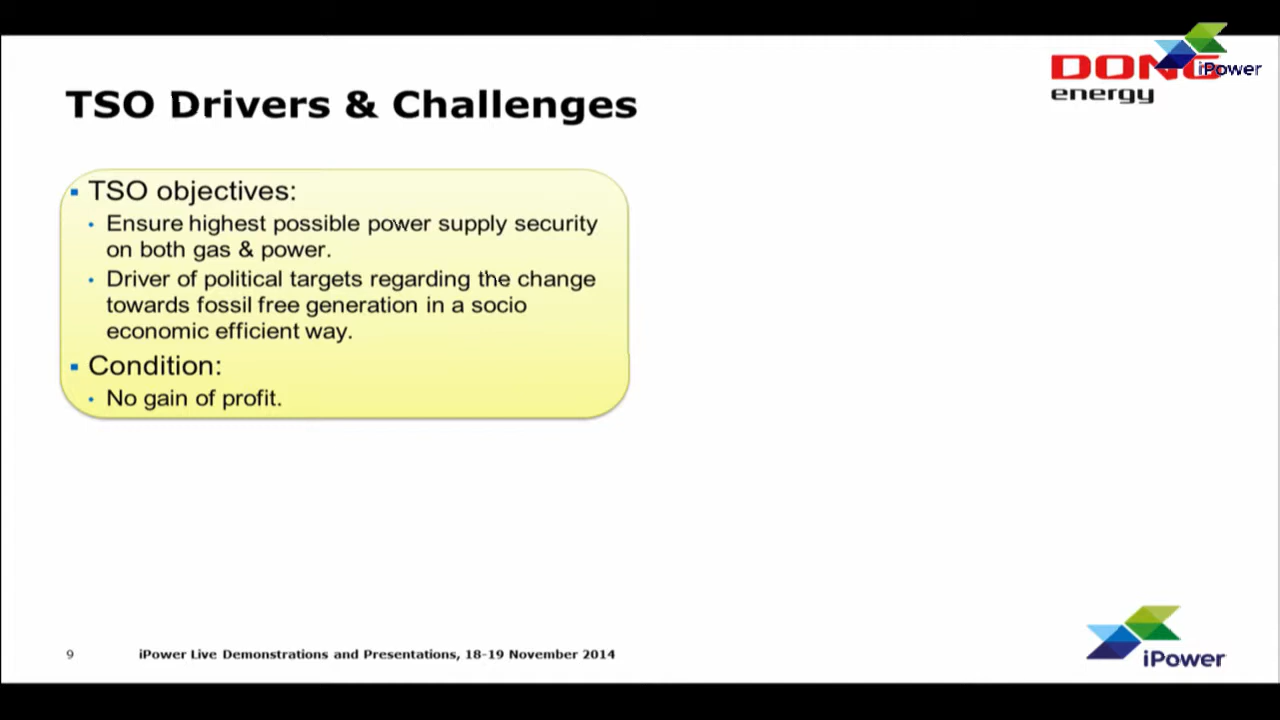 DONG
energy
iPower
TSO Drivers & Challenges
TSO objectives:
Ensure highest possible power supply security
on both gas & power.
Driver of political targets regarding the change
towards fossil free generation in a socio
economic efficient way.
Condition:
No gain of profit.
9
iPower Live Demonstrations and Presentations, 18-19 November 2014
iPower